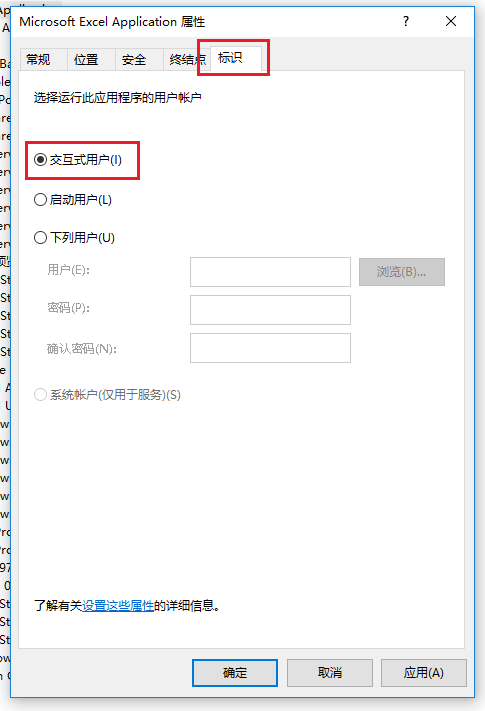 Microsoft Excel Application 属性
?
常规 位置 安全 终结点 标识
选择运行此应用程序的用户帐户
交互式用户(I)
启动用户(L)
下列用户(U)
用户(E):
浏览(B)...
密码(P):
确认密码(N):
系统帐户(仅用于服务)(S)
了解有关设置这些属性的详细信息。
确定 取消 应用(A)